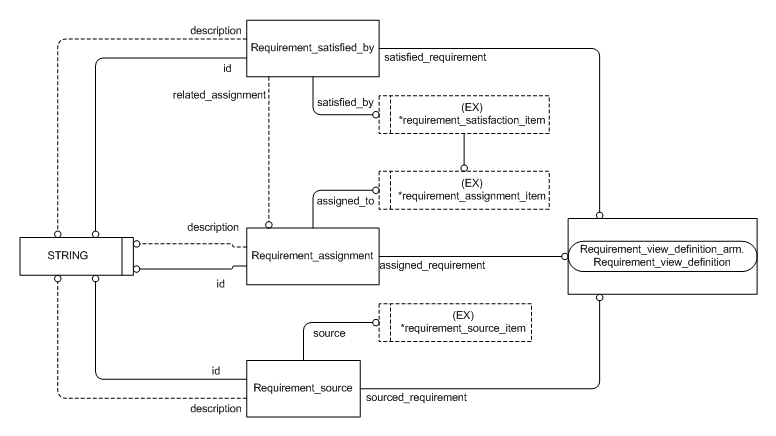 description
Requirement_satisfied_by
satisfied_requirement
id
related_assignment
satisfied_by
(EX)
*requirement_satisfaction_item
(EX)
*requirement_assignment_item
assigned_to
description
STRING
Requirement_assignment
assigned_requirement
Requirement_view_definition_arm.
Requirement_view_definition
id
(EX)
*requirement_source_item
source
id
Requirement_source
sourced_requirement
description